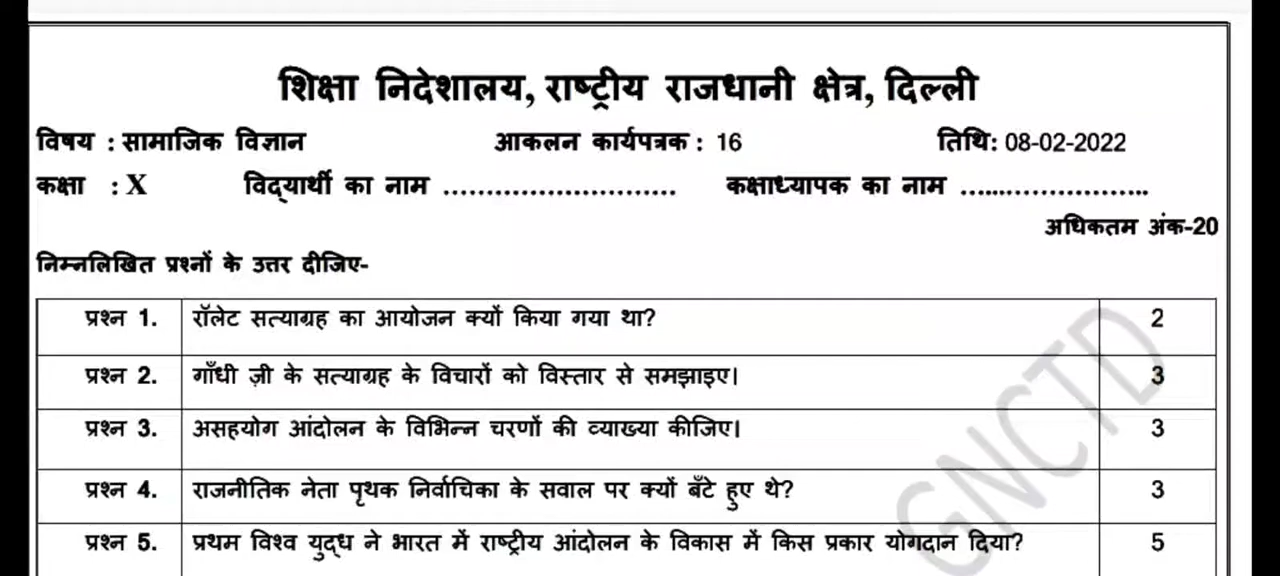 शिक्षा निदेशालय, राष्ट्रीय राजधानी क्षेत्र, दिल्ली
विषय : सामाजिक विज्ञान आकलन कार्यपत्रक : 16 तिथि: 08-02-2022
कक्षा : X विद्यार्थी का नाम ........................... कक्षाध्यापक का नाम ......................
अधिकतम अंक-20
निम्नलिखित प्रश्नों के उत्तर दीजिए-
प्रश्न 1. रॉलेट सत्याग्रह का आयोजन क्यों किया गया था? 2
प्रश्न 2. गाँधी ज़ी के सत्याग्रह के विचारों को विस्तार से समझाइए। 3
प्रश्न 3. असहयोग आंदोलन के विभिन्न चरणों की व्याख्या कीजिए। 3
प्रश्न 4. राजनीतिक नेता पृथक निर्वाचिका के सवाल पर क्यों बँटे हुए थे? 3
प्रश्न 5. प्रथम विश्व युद्ध ने भारत में राष्ट्रीय आंदोलन के विकास में किस प्रकार योगदान दिया? 5
GNCTD